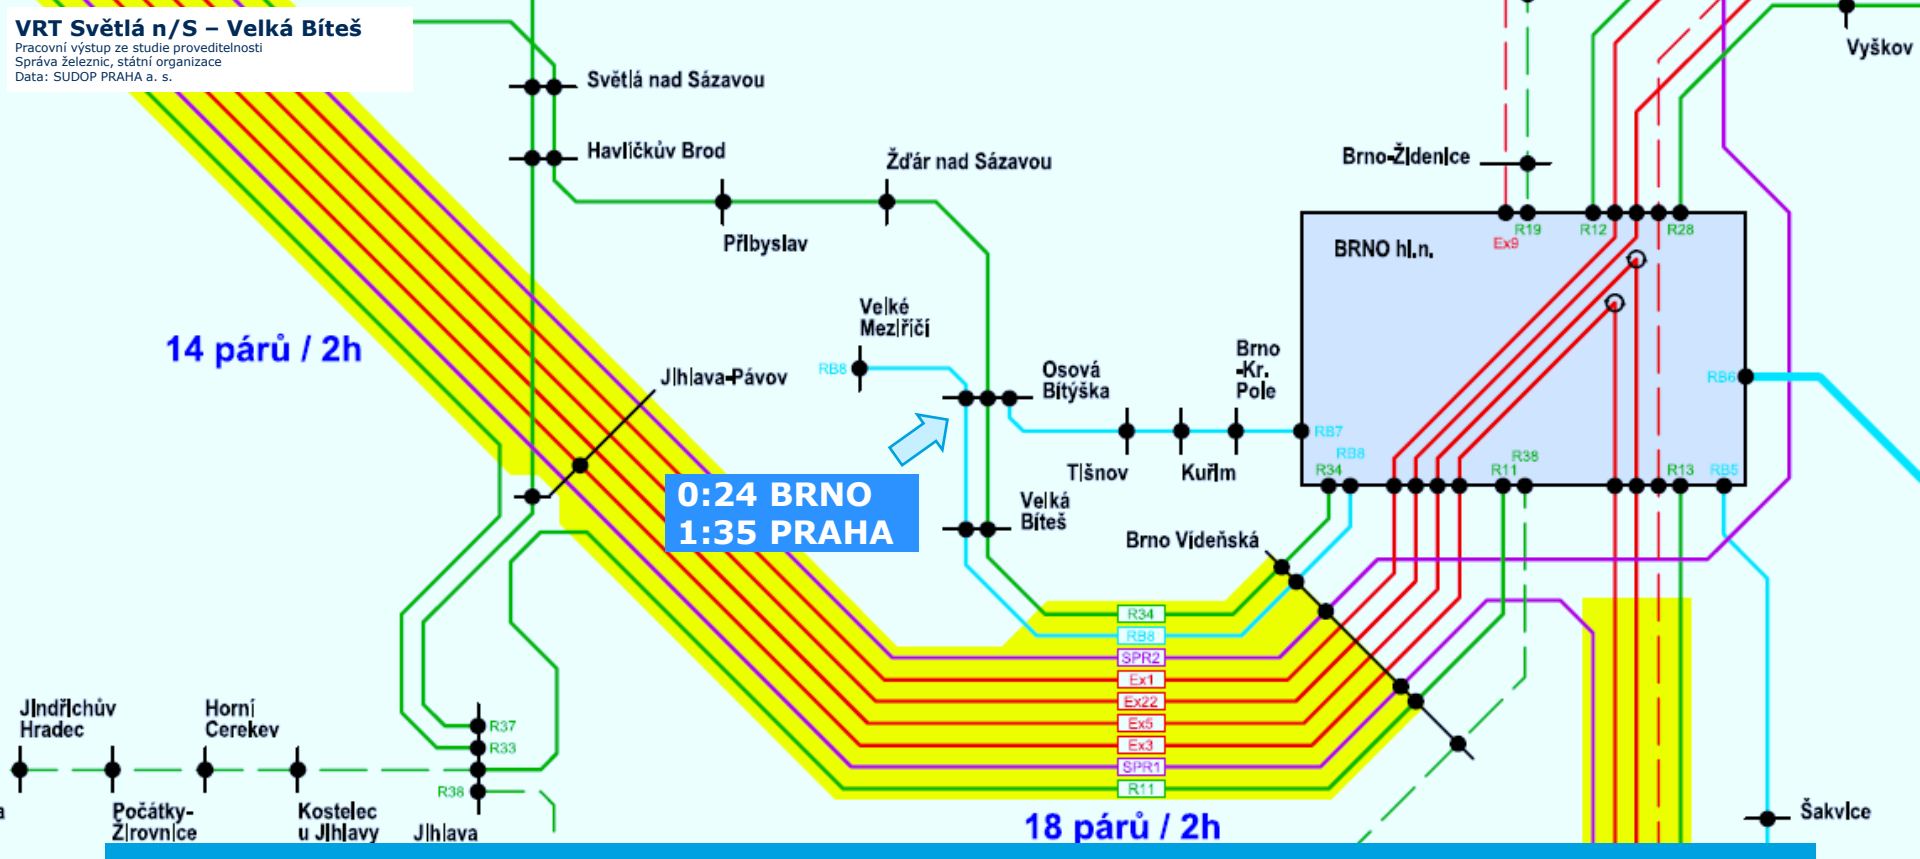 VRT Světlá n/S – Velká Bíteš
Pracovní výstup ze studie proveditelnosti
Správa železnic, státní organizace
Data: SUDOP PRAHA a. s.
Světlá nad Sázavou
Havlíčkův Brod
Přibyslav
Žďár nad Sázavou
Vyškov
Brno-Židenice
Ex9
R19
R12
R28
BRNO hl.n.
14 párů / 2h
Jihlava-Pávov
Velké
Meziříčí
RB8
Osová
Bítýška
Brno
-Kr.
Pole
RB6
RB7
RB8
Tišnov
Kuřim
R34
R11
R38
R13
RB5
0:24 BRNO
1:35 PRAHA
Velká
Bíteš
Brno Vídeňská
R34
RB8
SPR2
Ex1
Ex22
Ex5
Ex3
SPR1
R11
18 párů / 2h
Jindřichův
Hradec
Horní
Cerekev
R37
R33
R38
a
Počátky-
Žirovnice
Kostelec
u Jihlavy
Jihlava
Šakvice